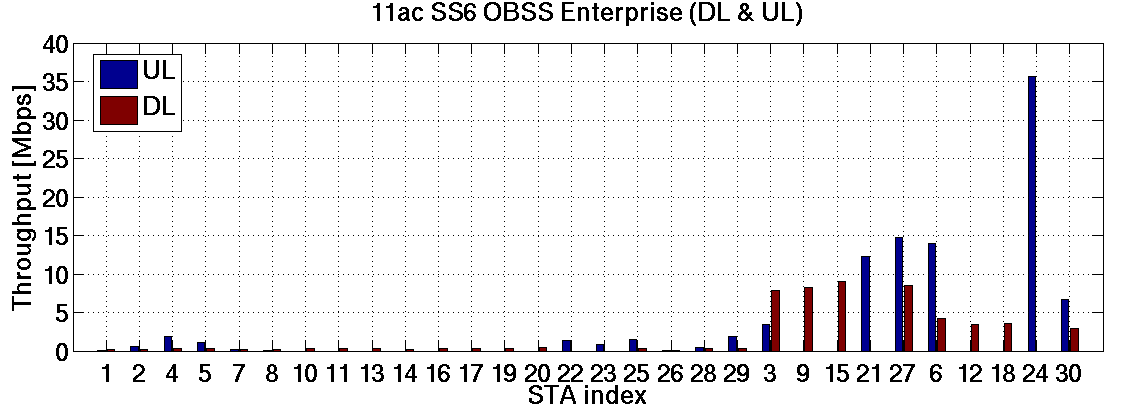 11ac SS6 OBSS Enterprise (DL & UL)
Throughput [Mbps]
40
35
30
25
20
15
10
5
0
UL
DL
1 2 4 5 7 8 10 11 13 14 16 17 19 20 22 23 25 26 28 29 3 9 15 21 27 6 12 18 24 30
STA index